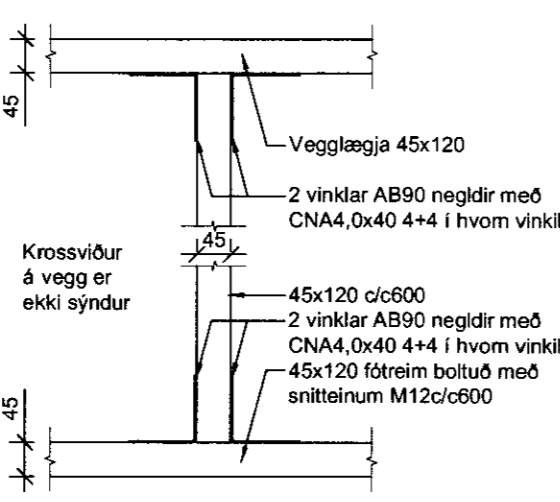 45
Vegglægja 45x120
2 vinklar AB90 negldir með
CNA4,0x40 4+4 í hvorn vinkil
45
Krossviður
á vegg er
ekki sýndur
45x120 c/c600
2 vinklar AB90 negldir með
CNA4,0x40 4+4 í hvorn vinkil
45x120 fótreim boltuð með
snitteinum M12c/c600
45